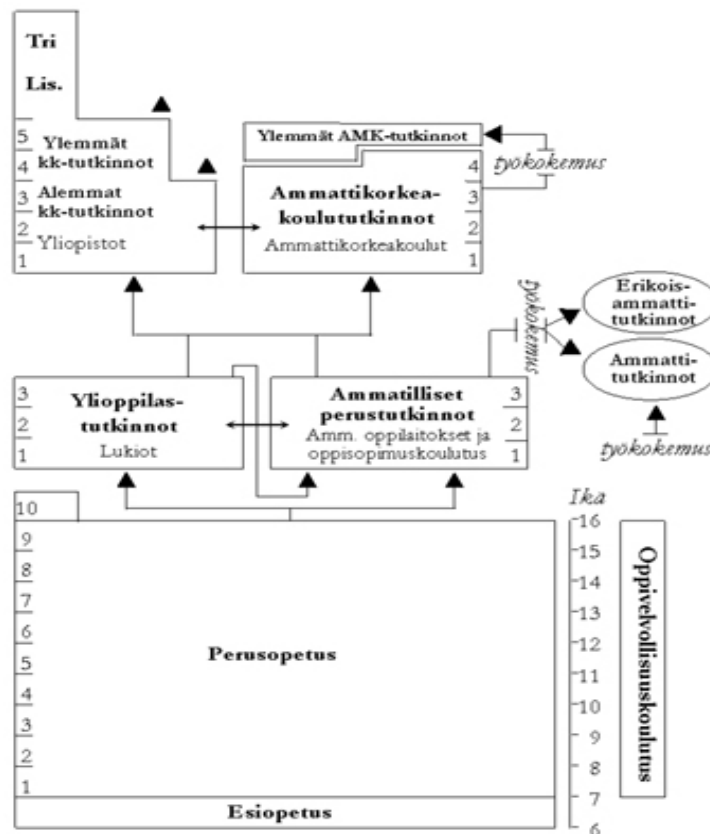 Tri
Lis.
5
4
3
2
1
Ylemmät
kk-tutkinnot
Alemmat
kk-tutkinnot
Yliopistot
Ylemmät AMK-tutkinnot
työkokemus
Ammattikorkea-
koulututkinnot
Ammattikorkeakoulut
4
3
2
1
työkokemus
Erikois-
ammatti-
tutkinnot
Ammatti-
tutkinnot
työkokemus
3
2
1
Ylioppilas-
tutkinnot
Lukiot
Ammatilliset
perustutkinnot
Amm. oppilaitokset ja
oppisopimuskoulutus
3
2
1
10
9
8
7
6
5
4
3
2
1
Perusopetus
Esiopetus
Ikä
16
15
14
13
12
11
10
9
8
7
6
Oppivelvollisuuskoulutus